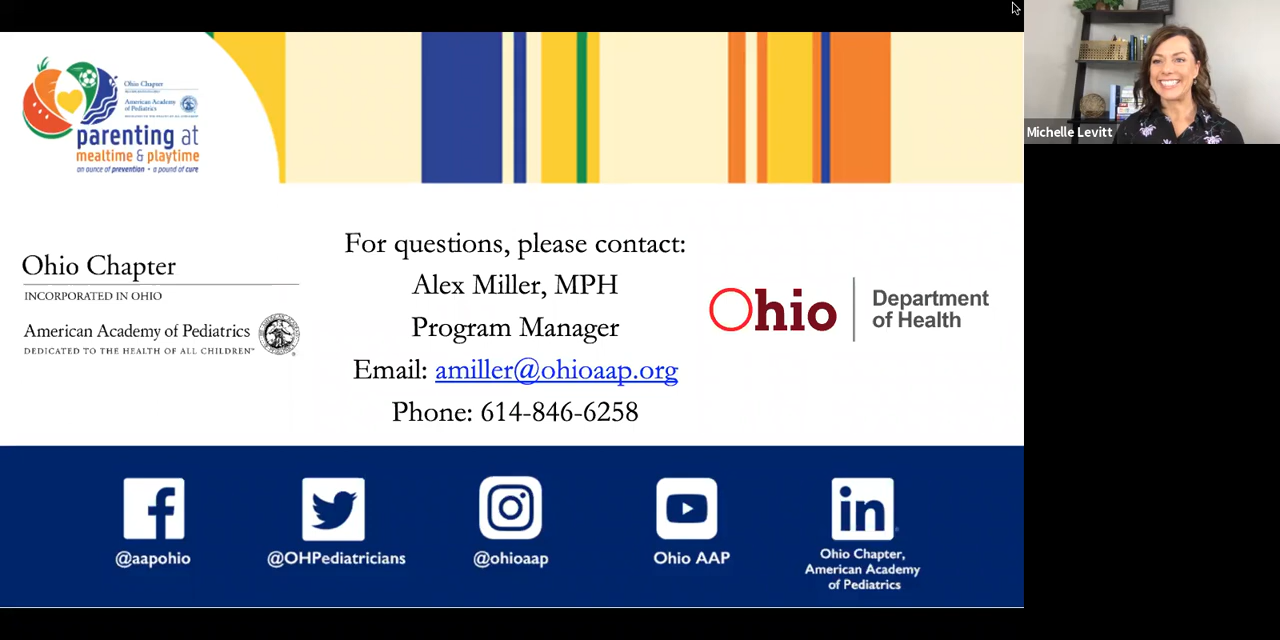 Ohio Chapter
American Academy
of Pediatrics
parenting at
mealtime & playtime
an ounce of prevention • a pound of cure
Michelle Levitt
Ohio Chapter
INCORPORATED IN OHIO
American Academy of Pediatrics
DEDICATED TO THE HEALTH OF ALL CHILDREN™
For questions, please contact:
Alex Miller, MPH
Program Manager
Email: amiller@ohioaap.org
Phone: 614-846-6258
Ohio
Department
of Health
@aapohio
@OHPediatricians
@ohioaap
Ohio AAP
in
Ohio Chapter,
American Academy
of Pediatrics